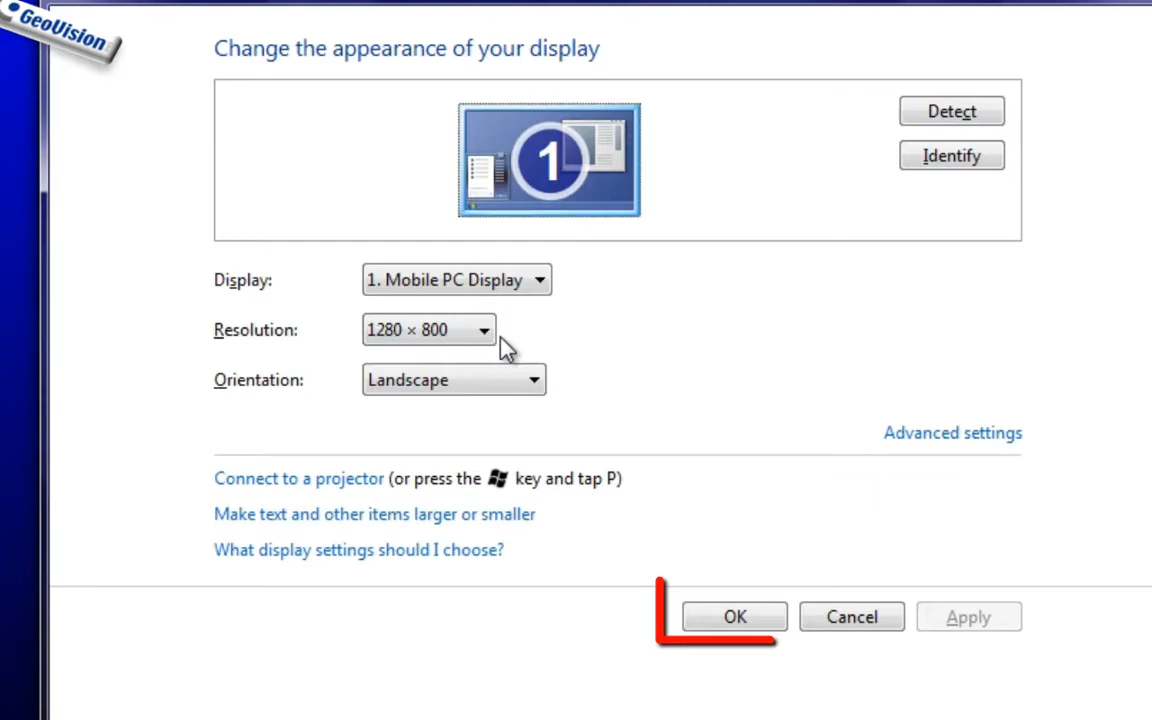 GeoVision
Change the appearance of your display
1
Detect
Identify
Display: 1. Mobile PC Display
Resolution: 1280 × 800
Orientation: Landscape
Advanced settings
Connect to a projector (or press the key and tap P)
Make text and other items larger or smaller
What display settings should I choose?
OK Cancel Apply